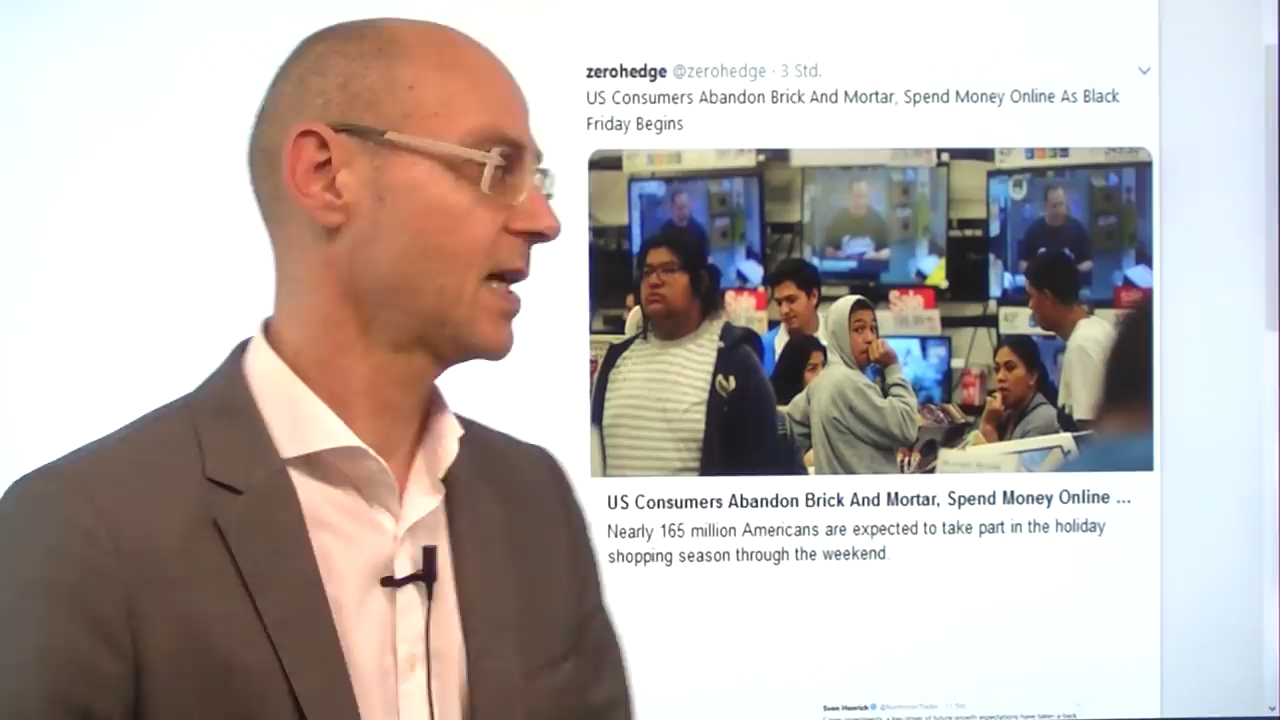 zerohedge @zerohedge · 3 Std.
US Consumers Abandon Brick And Mortar, Spend Money Online As Black
Friday Begins
Sale
Sale
US Consumers Abandon Brick And Mortar, Spend Money Online ...
Nearly 165 million Americans are expected to take part in the holiday
shopping season through the weekend.
Sven Henrich